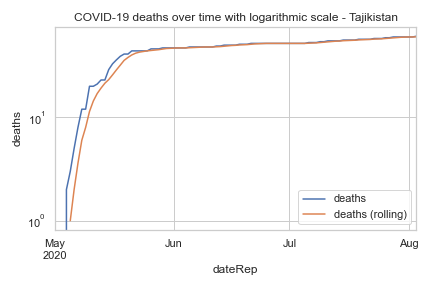 COVID-19 deaths over time with logarithmic scale - Tajikistan
deaths
10¹
10⁰
deaths
deaths (rolling)
May
2020
Jun
Jul
Aug
dateRep